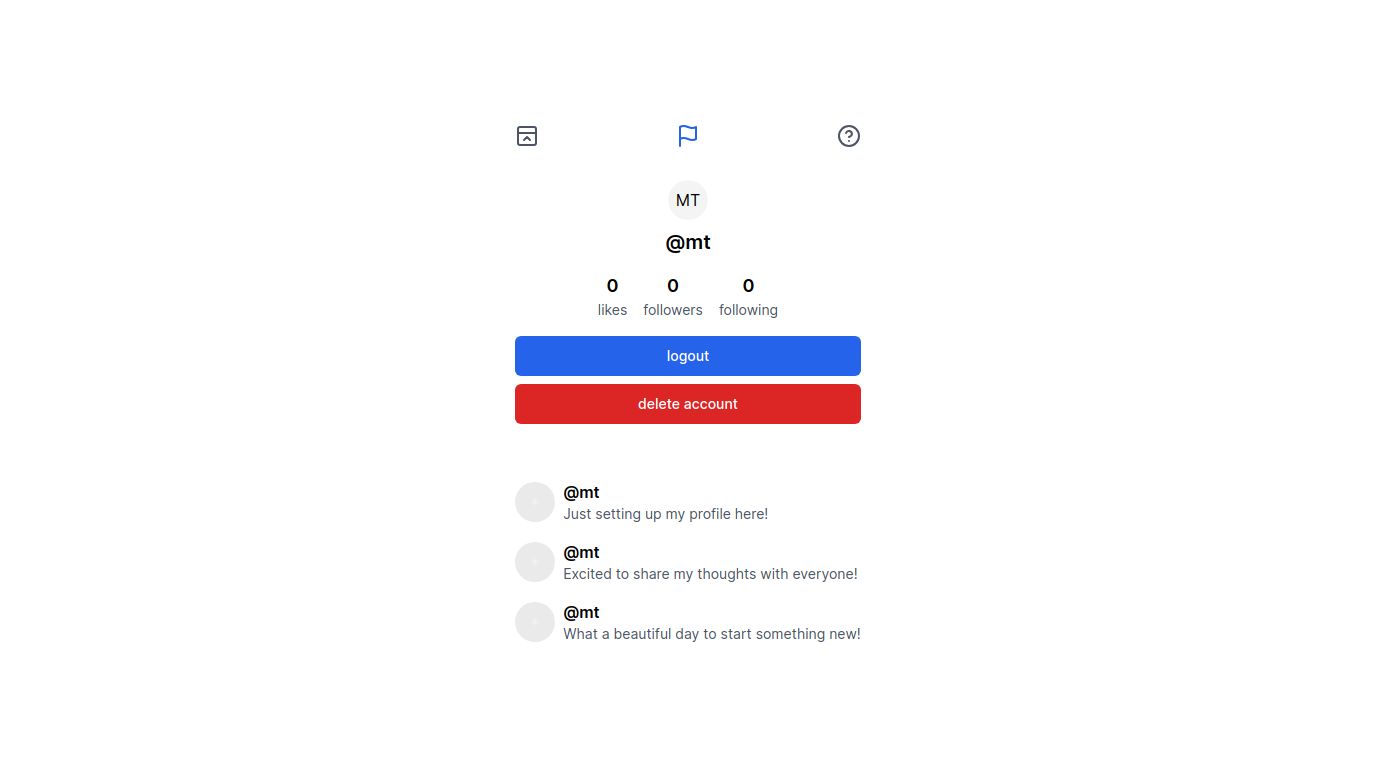 MT
@mt
0 0 0
likes followers following
logout
delete account
@mt
Just setting up my profile here!
@mt
Excited to share my thoughts with everyone!
@mt
What a beautiful day to start something new!